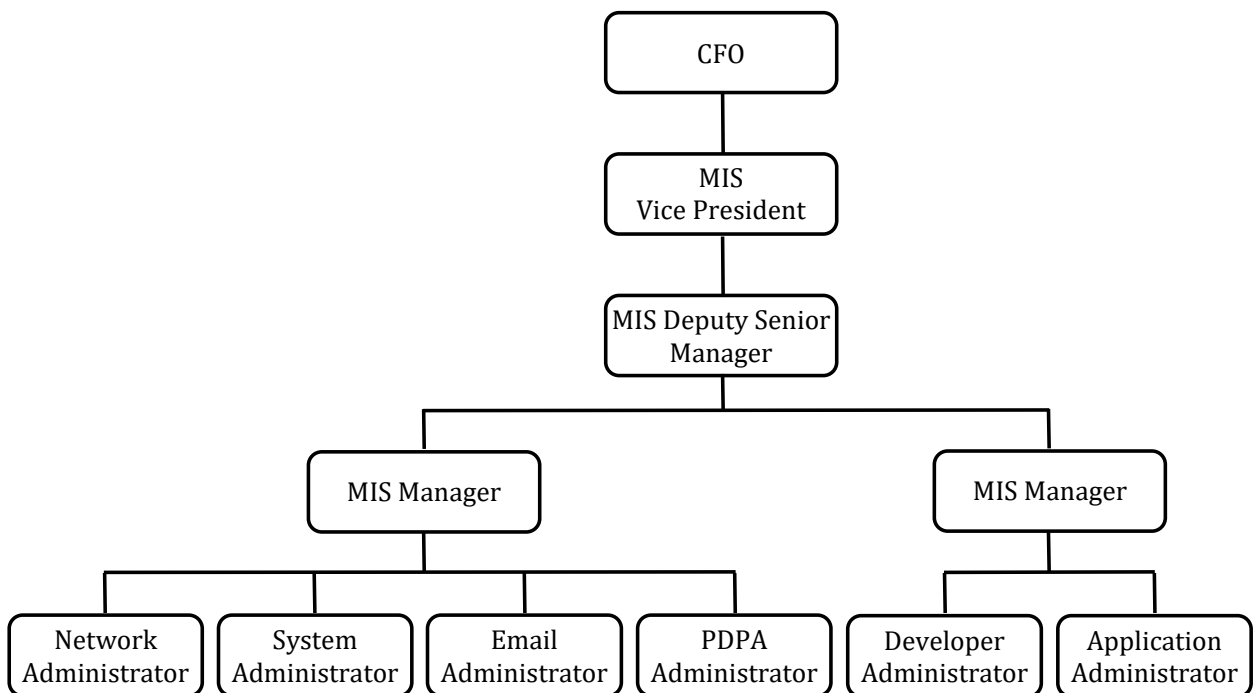 CFO
MIS
Vice President
MIS Deputy Senior
Manager
MIS Manager
MIS Manager
Network
Administrator
System
Administrator
Email
Administrator
PDPA
Administrator
Developer
Administrator
Application
Administrator